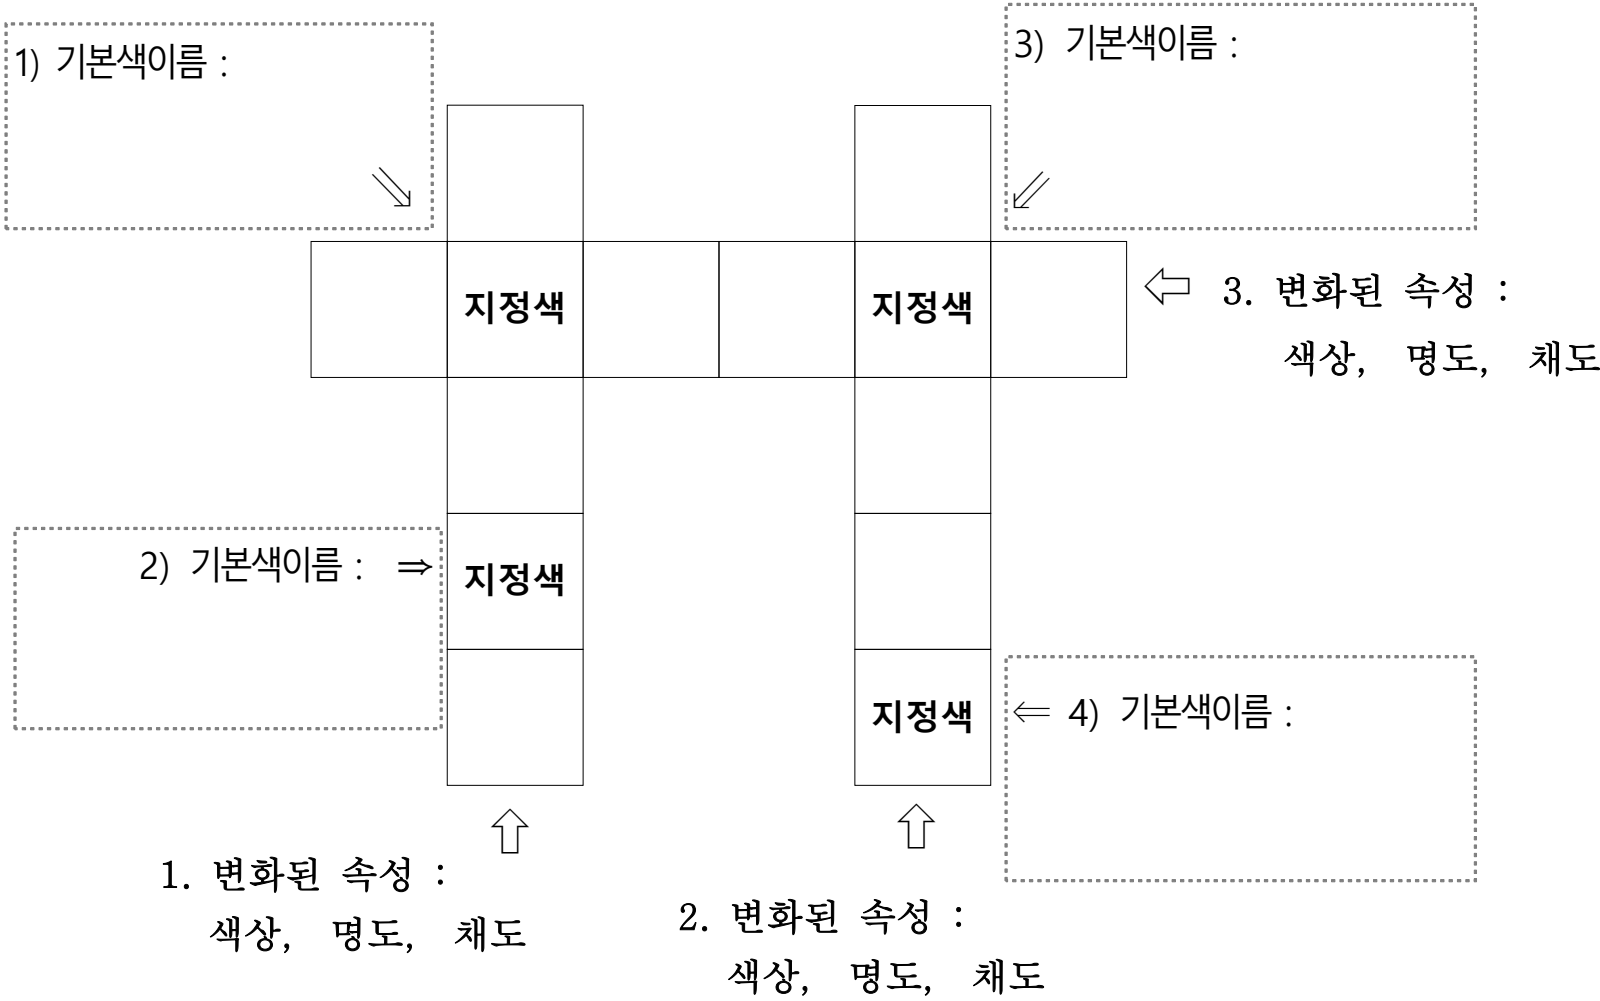 1) 기본색이름 :
3) 기본색이름 :
지정색
지정색
3. 변화된 속성 :
색상, 명도, 채도
2) 기본색이름 : ⇒
지정색
지정색
⇐ 4) 기본색이름 :
1. 변화된 속성 :
색상, 명도, 채도
2. 변화된 속성 :
색상, 명도, 채도